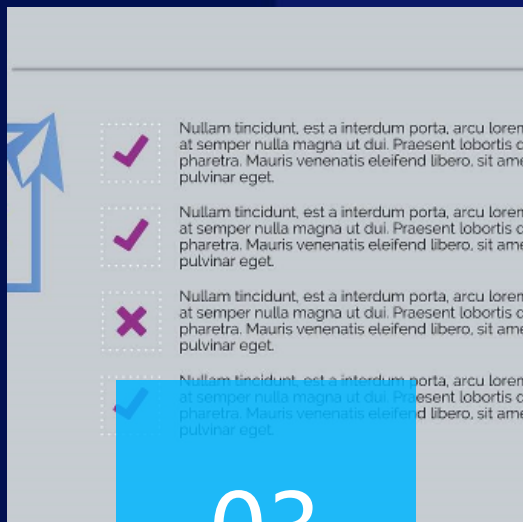 Nullam tincidunt, est a interdum porta, arcu lorem
at semper nulla magna ut dui. Praesent lobortis
pharetra. Mauris venenatis eleifend libero, sit ame
pulvinar eget.
Nullam tincidunt, est a interdum porta, arcu lorem
at semper nulla magna ut dui. Praesent lobortis
pharetra. Mauris venenatis eleifend libero, sit ame
pulvinar eget.
Nullam tincidunt, est a interdum porta, arcu lorem
at semper nulla magna ut dui. Praesent lobortis
pharetra. Mauris venenatis eleifend libero, sit ame
pulvinar eget.
Nullam tincidunt, est a interdum porta, arcu lorem
at semper nulla magna ut dui. Praesent lobortis
pharetra. Mauris venenatis eleifend libero, sit ame
pulvinar eget.